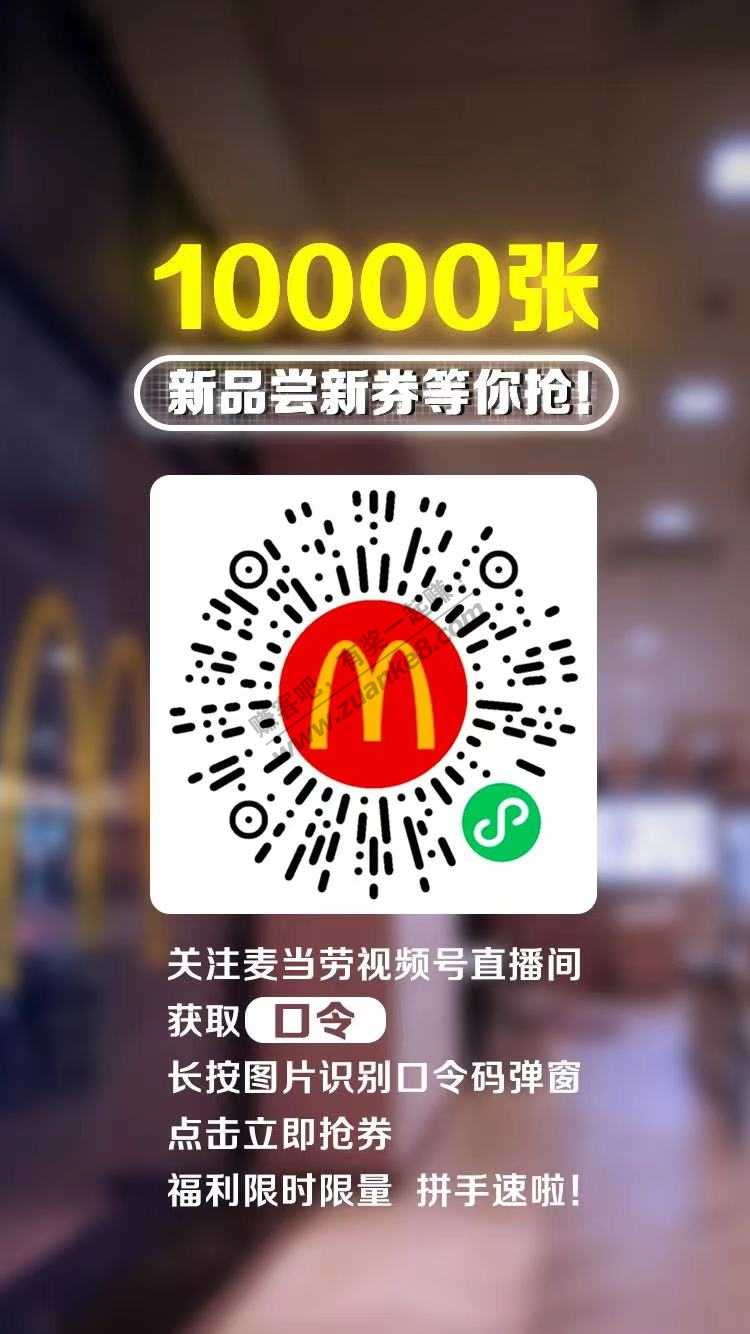 10000张
新品尝新券等你抢！
赚客吧，有奖一起赚！
www.zuanke8.com
关注麦当劳视频号直播间
获取 口令
长按图片识别口令码弹窗
点击立即抢券
福利限时限量 拼手速啦！